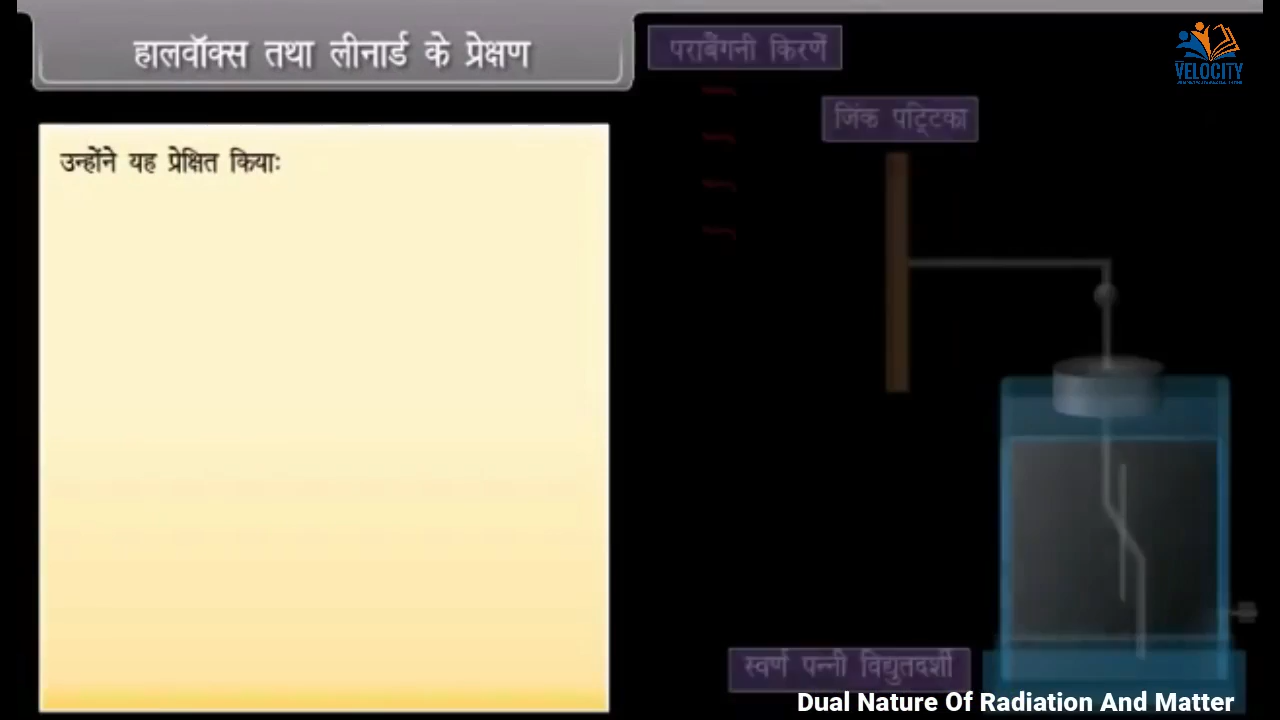 हालवॉक्स तथा लीनार्ड के प्रेक्षण
पराबैंगनी किरणें
VELOCITY
जिंक पट्टिका
उन्होंने यह प्रेक्षित कियाः
स्वर्ण पन्नी विद्युतदर्शी
Dual Nature Of Radiation And Matter